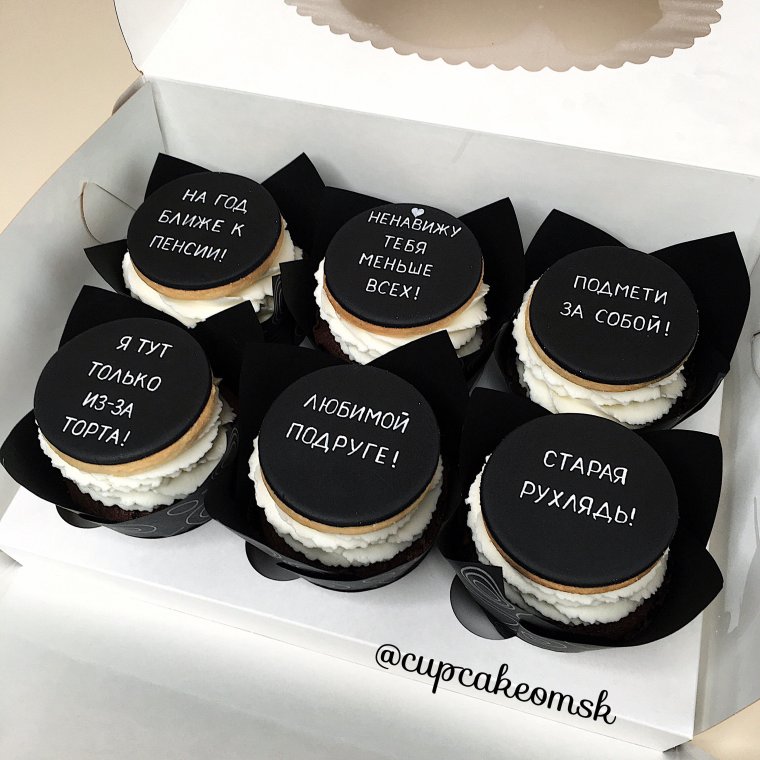 НА ГОД
БЛИЖЕ К
ПЕНСИИ!
НЕНАВИЖУ
ТЕБЯ
МЕНЬШЕ
ВСЕХ!
ПОДМЕТИ
ЗА СОБОЙ!
Я ТУТ
ТОЛЬКО
ИЗ-ЗА
ТОРТА!
ЛЮБИМОЙ
ПОДРУГЕ!
СТАРАЯ
РУХЛЯДЬ!
@cupcakeomsk